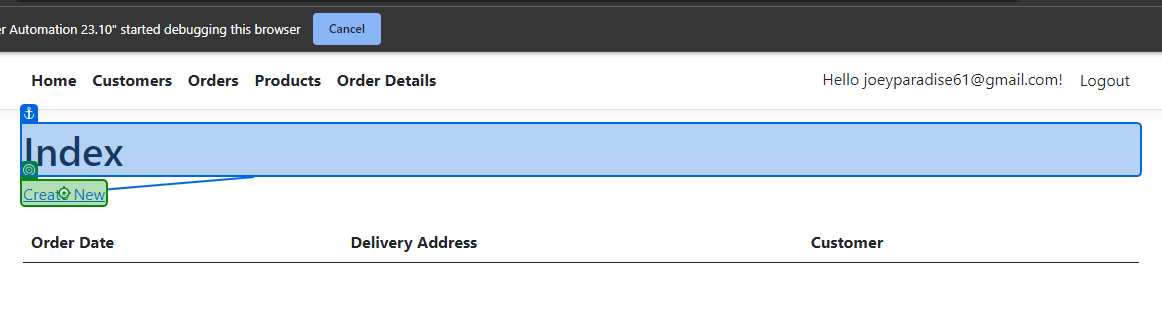 Automation 23.10" started debugging this browser Cancel
Home Customers Orders Products Order Details Hello joeyparadise61@gmail.com! Logout
Index
Create New
Order Date Delivery Address Customer